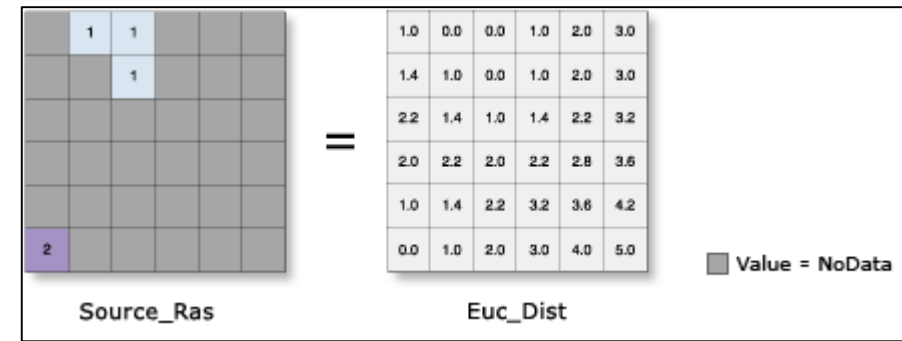 1 1 1.0 0.0 0.0 1.0 2.0 3.0
1 1.4 1.0 0.0 1.0 2.0 3.0
2.2 1.4 1.0 1.4 2.2 3.2
=
2.0 2.2 2.0 2.2 2.8 3.6
1.0 1.4 2.2 3.2 3.6 4.2
2 0.0 1.0 2.0 3.0 4.0 5.0
Value = NoData
Source_Ras Euc_Dist